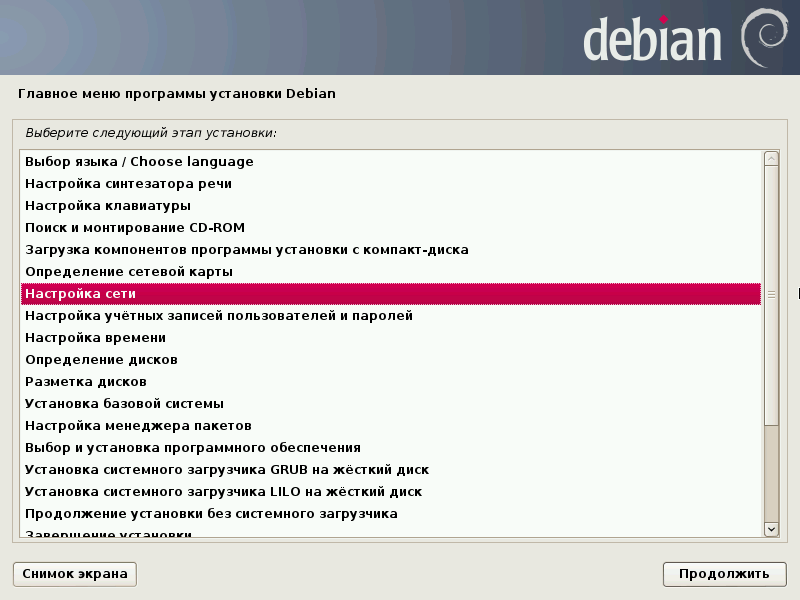 debian
Главное меню программы установки Debian
Выберите следующий этап установки:
Выбор языка / Choose language
Настройка синтезатора речи
Настройка клавиатуры
Поиск и монтирование CD-ROM
Загрузка компонентов программы установки с компакт-диска
Определение сетевой карты
Настройка сети
Настройка учётных записей пользователей и паролей
Настройка времени
Определение дисков
Разметка дисков
Установка базовой системы
Настройка менеджера пакетов
Выбор и установка программного обеспечения
Установка системного загрузчика GRUB на жёсткий диск
Установка системного загрузчика LILO на жёсткий диск
Продолжение установки без системного загрузчика
Завершение установки
Снимок экрана
Продолжить